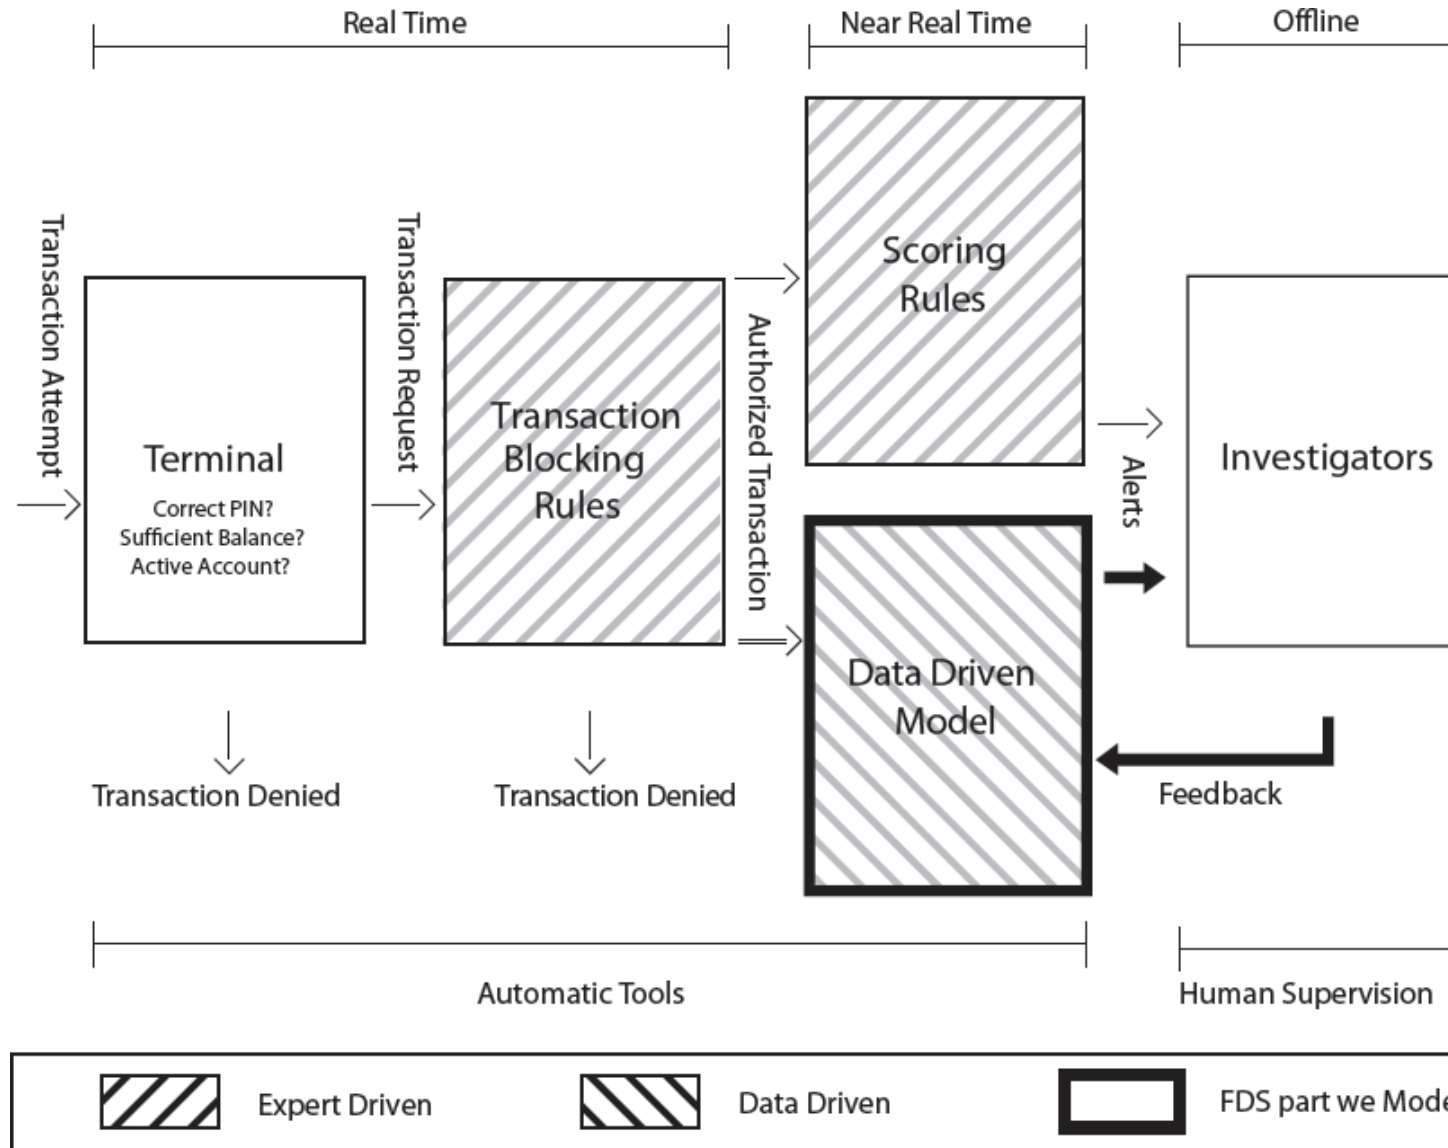 Real Time
Near Real Time
Offline
Transaction Attempt
Terminal
Correct PIN?
Sufficient Balance?
Active Account?
Transaction Denied
Transaction Request
Transaction
Blocking
Rules
Transaction Denied
Authorized Transaction
Scoring
Rules
Data Driven
Model
Alerts
Investigators
Feedback
Automatic Tools
Human Supervision
Expert Driven
Data Driven
FDS part we Mode